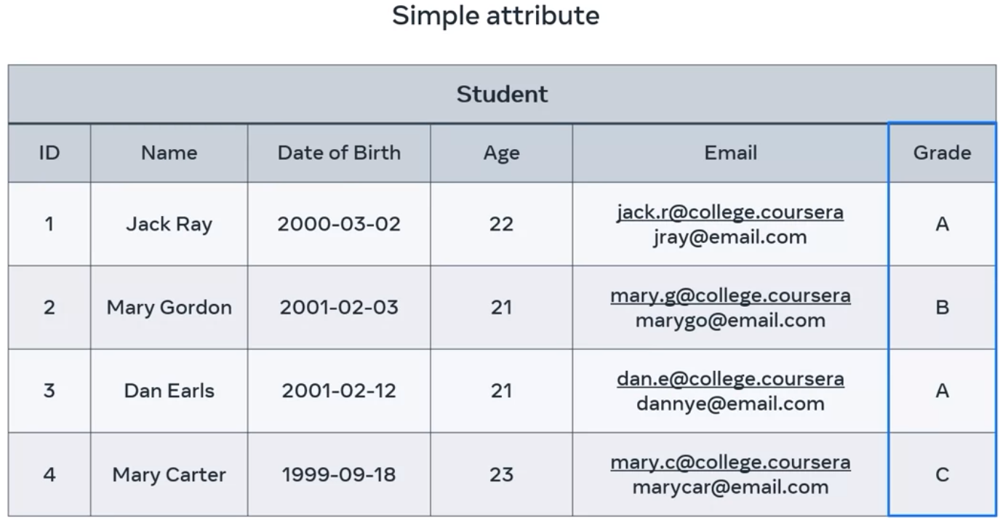 Simple attribute
Student
ID Name Date of Birth Age Email Grade
1 Jack Ray 2000-03-02 22 jack.r@college.coursera A
jray@email.com
2 Mary Gordon 2001-02-03 21 mary.g@college.coursera B
marygo@email.com
3 Dan Earls 2001-02-12 21 dan.e@college.coursera A
dannye@email.com
4 Mary Carter 1999-09-18 23 mary.c@college.coursera C
marycar@email.com